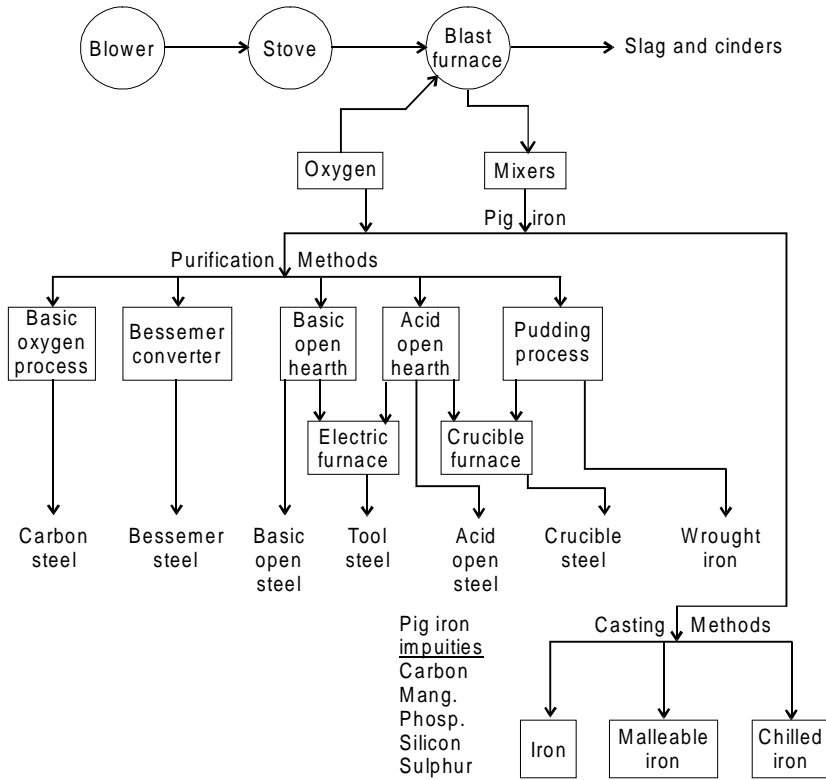 Blower
Stove
Blast
furnace
Slag and cinders
Oxygen
Mixers
Pig iron
Purification Methods
Basic
oxygen
process
Bessemer
converter
Basic
open
hearth
Acid
open
hearth
Pudding
process
Electric
furnace
Crucible
furnace
Carbon
steel
Bessemer
steel
Basic
open
steel
Tool
steel
Acid
open
steel
Crucible
steel
Wrought
iron
Pig iron
impuities
Carbon
Mang.
Phosp.
Silicon
Sulphur
Casting Methods
Iron
Malleable
iron
Chilled
iron